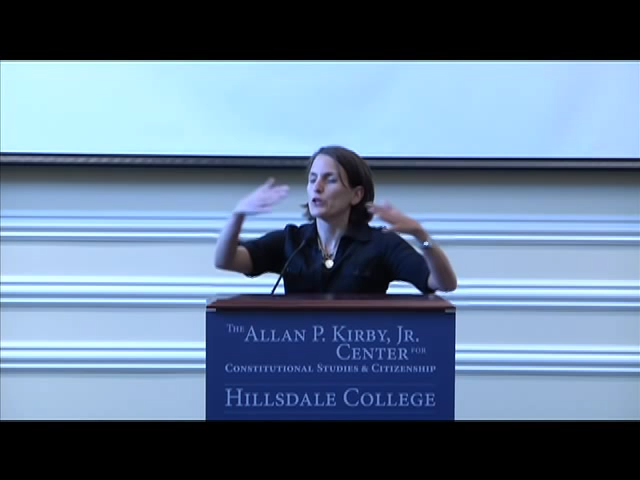 THE ALLAN P. KIRBY, JR.
CENTER FOR
CONSTITUTIONAL STUDIES & CITIZENSHIP
HILLSDALE COLLEGE